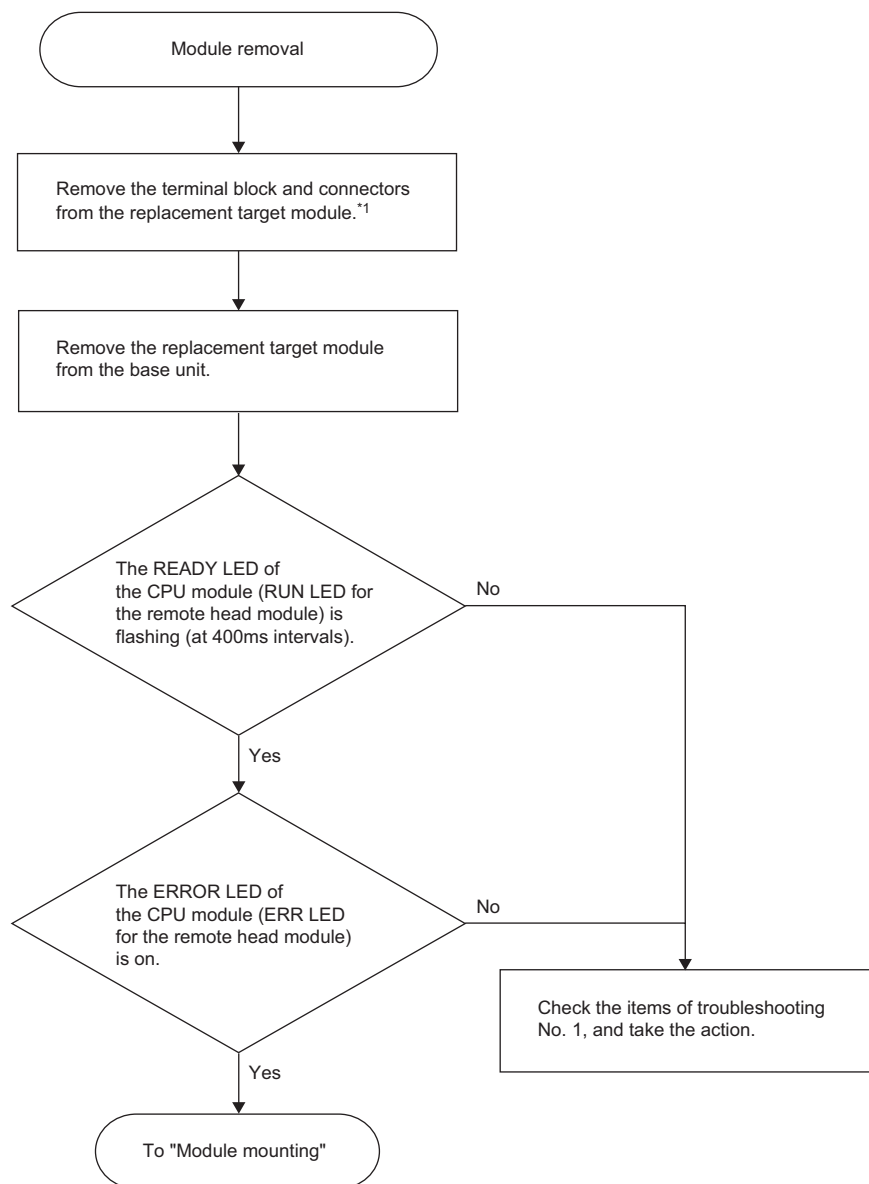 Module removal
Remove the terminal block and connectors
from the replacement target module.*1
Remove the replacement target module
from the base unit.
The READY LED of
the CPU module (RUN LED for
the remote head module) is
flashing (at 400ms intervals).
No
Yes
The ERROR LED of
the CPU module (ERR LED
for the remote head module)
is on.
No
Check the items of troubleshooting
No. 1, and take the action.
Yes
To "Module mounting"